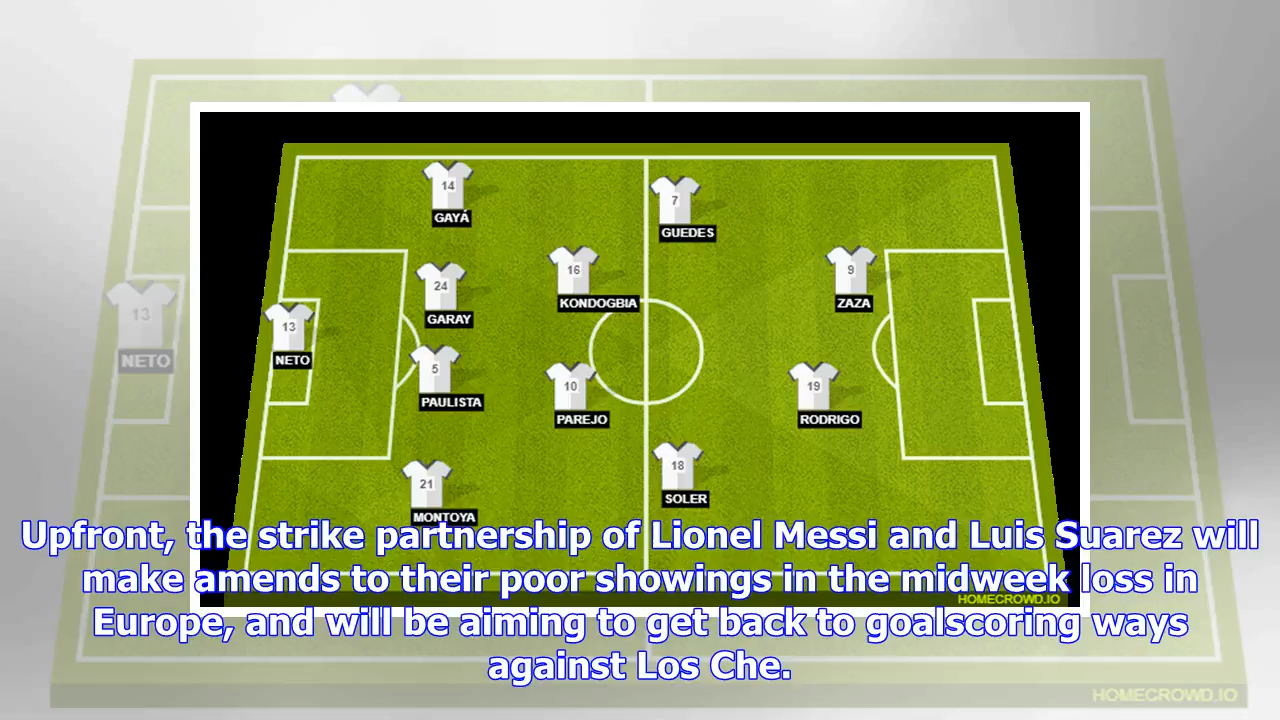 14
GAYÁ
7
GUEDES
16
KONDOGBIA
9
ZAZA
24
GARAY
13
NETO
13
NETO
5
PAULISTA
10
PAREJO
19
RODRIGO
18
SOLER
21
MONTOYA
Upfront, the strike partnership of Lionel Messi and Luis Suarez will
make amends to their poor showings in the midweek loss in
Europe, and will be aiming to get back to goalscoring ways
against Los Che.
HOMECROWD.IO
HOMECROWD.IO